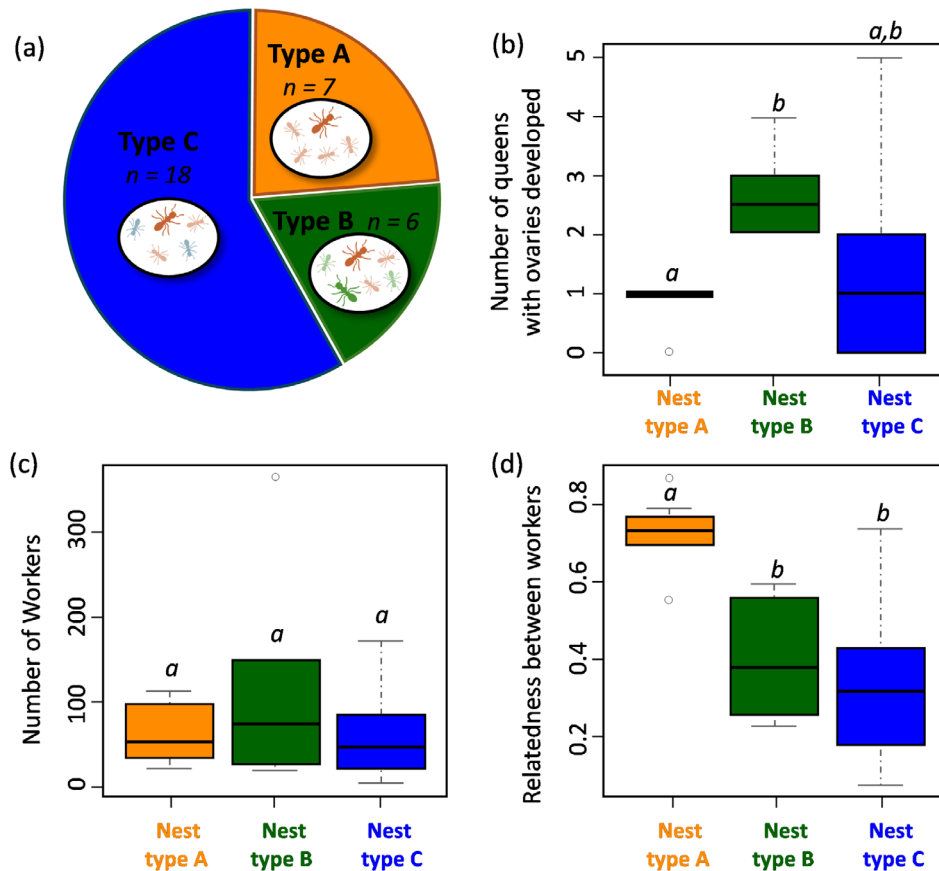 (a)
Type A
n = 7
Type C
n = 18
Type B n = 6
(b)
Number of queens
with ovaries developed
0
1
2
3
4
5
a
b
a,b
Nest
type A
Nest
type B
Nest
type C
(c)
Number of Workers
0
100
200
300
a
a
a
Nest
type A
Nest
type B
Nest
type C
(d)
Relatedness between workers
0.2
0.4
0.6
0.8
a
b
b
Nest
type A
Nest
type B
Nest
type C